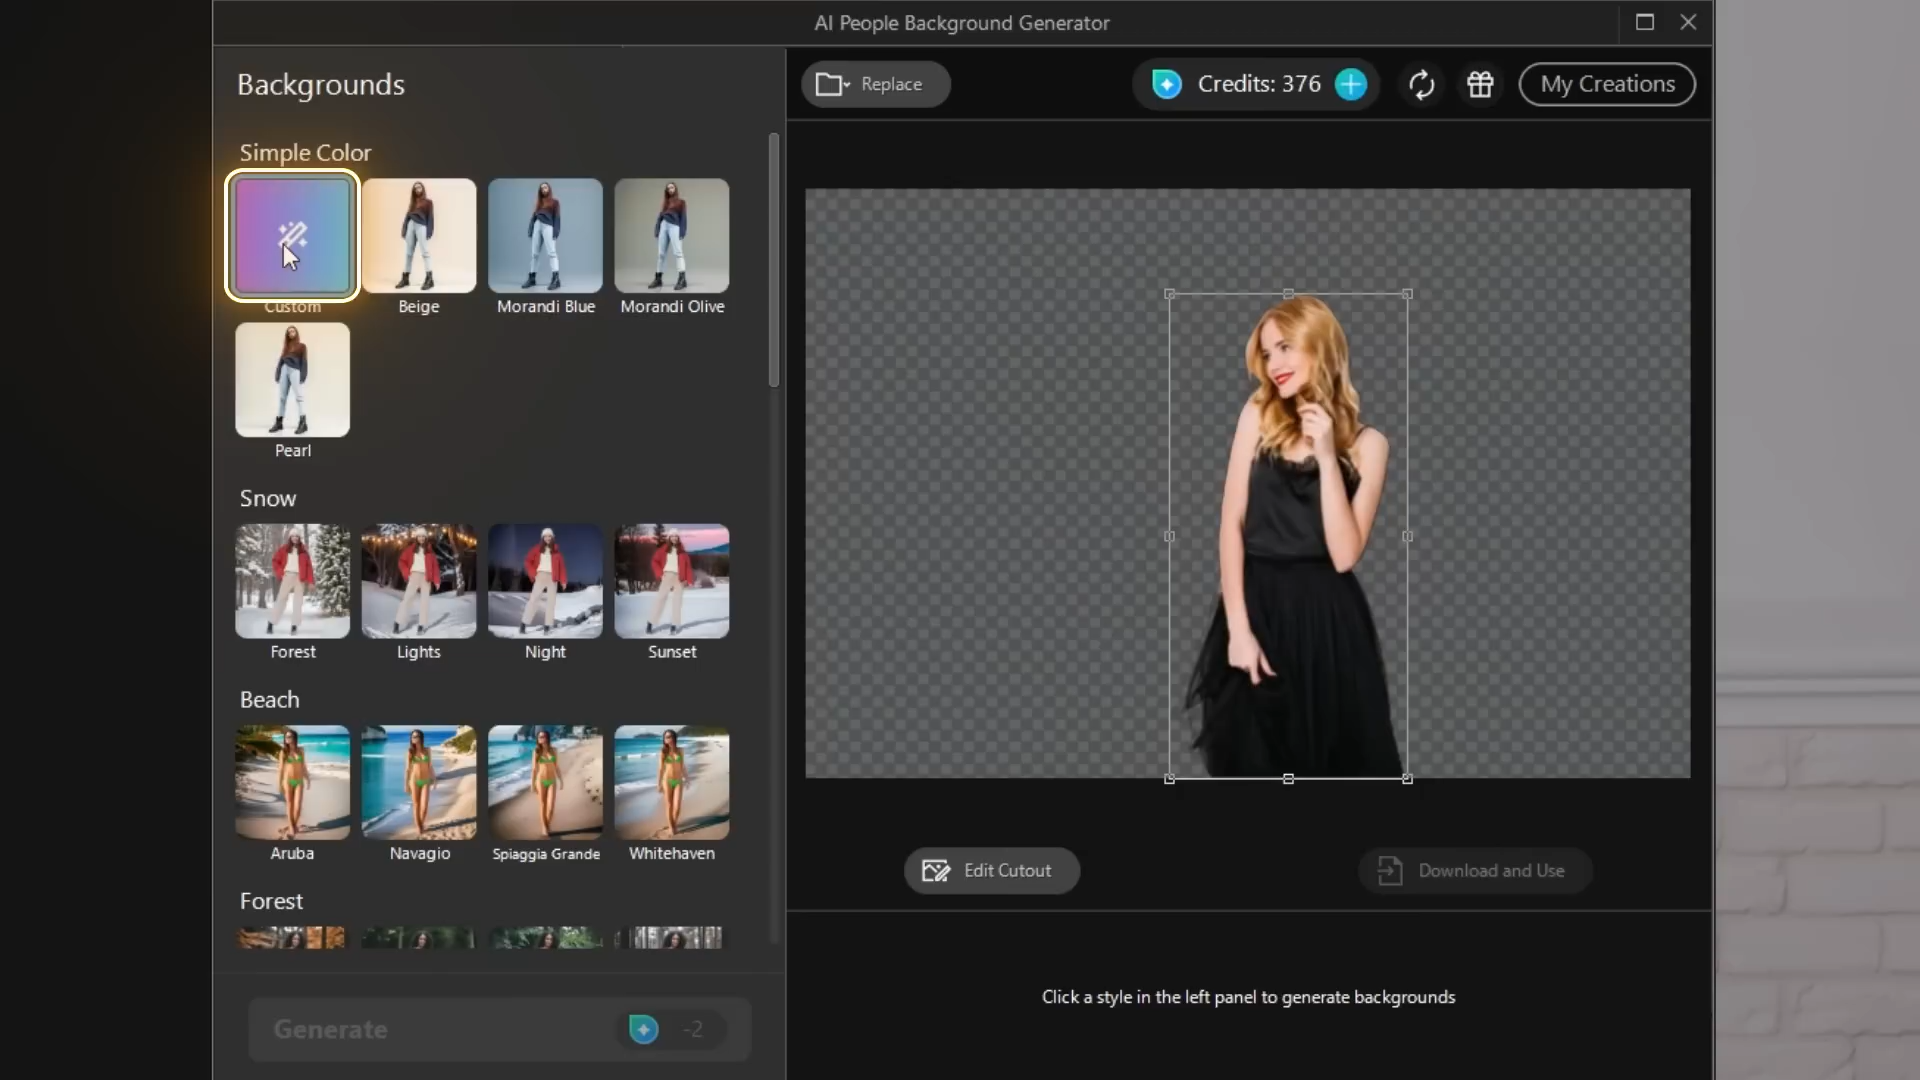 AI People Background Generator
Backgrounds
Replace
Credits: 376
My Creations
Simple Color
Custom
Beige
Morandi Blue
Morandi Olive
Pearl
Snow
Forest
Lights
Night
Sunset
Beach
Aruba
Navagio
Spiaggia Grande
Whitehaven
Forest
Edit Cutout
Download and Use
Click a style in the left panel to generate backgrounds
Generate
-2